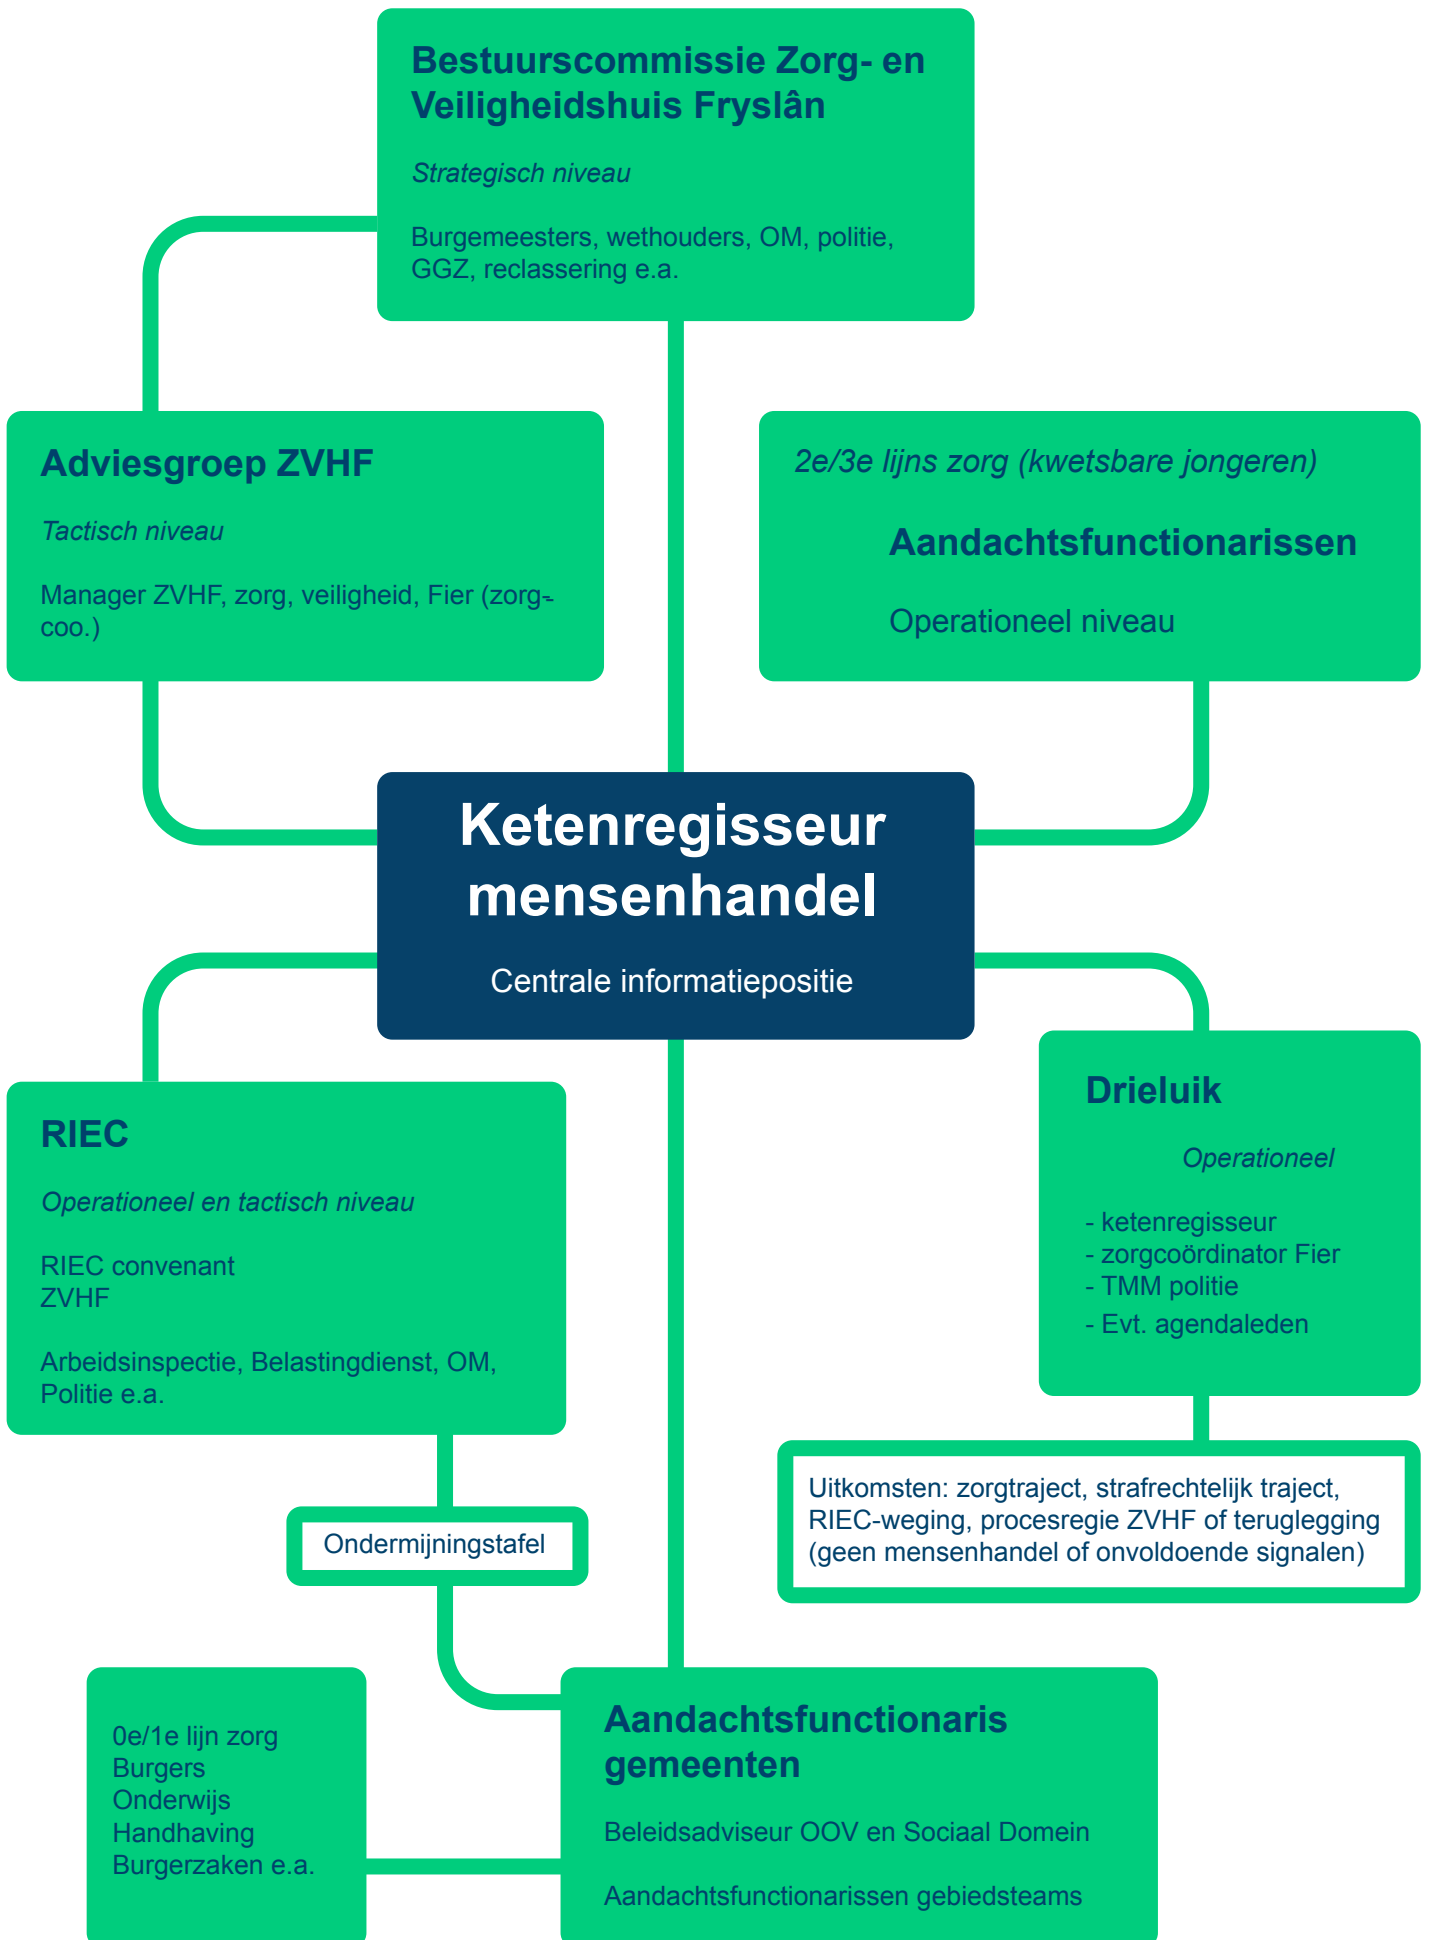 Bestuurscommissie Zorg- en
Veiligheidshuis Fryslân
Strategisch niveau
Burgemeesters, wethouders, OM, politie,
GGZ, reclassering e.a.
Adviesgroep ZVHF
Tactisch niveau
Manager ZVHF, zorg, veiligheid, Fier (zorg-
coo.)
2e/3e lijns zorg (kwetsbare jongeren)
Aandachtsfunctionarissen
Operationeel niveau
Ketenregisseur
mensenhandel
Centrale informatiepositie
RIEC
Operationeel en tactisch niveau
RIEC convenant
ZVHF
Arbeidsinspectie, Belastingdienst, OM,
Politie e.a.
Drieluik
Operationeel
- ketenregisseur
- zorgcoördinator Fier
- TMM politie
- Evt. agendaleden
Uitkomsten: zorgtraject, strafrechtelijk traject,
RIEC-weging, procesregie ZVHF of teruglegging
(geen mensenhandel of onvoldoende signalen)
Ondermijningstafel
0e/1e lijn zorg
Burgers
Onderwijs
Handhaving
Burgerzaken e.a.
Aandachtsfunctionaris
gemeenten
Beleidsadviseur OOV en Sociaal Domein
Aandachtsfunctionarissen gebiedsteams